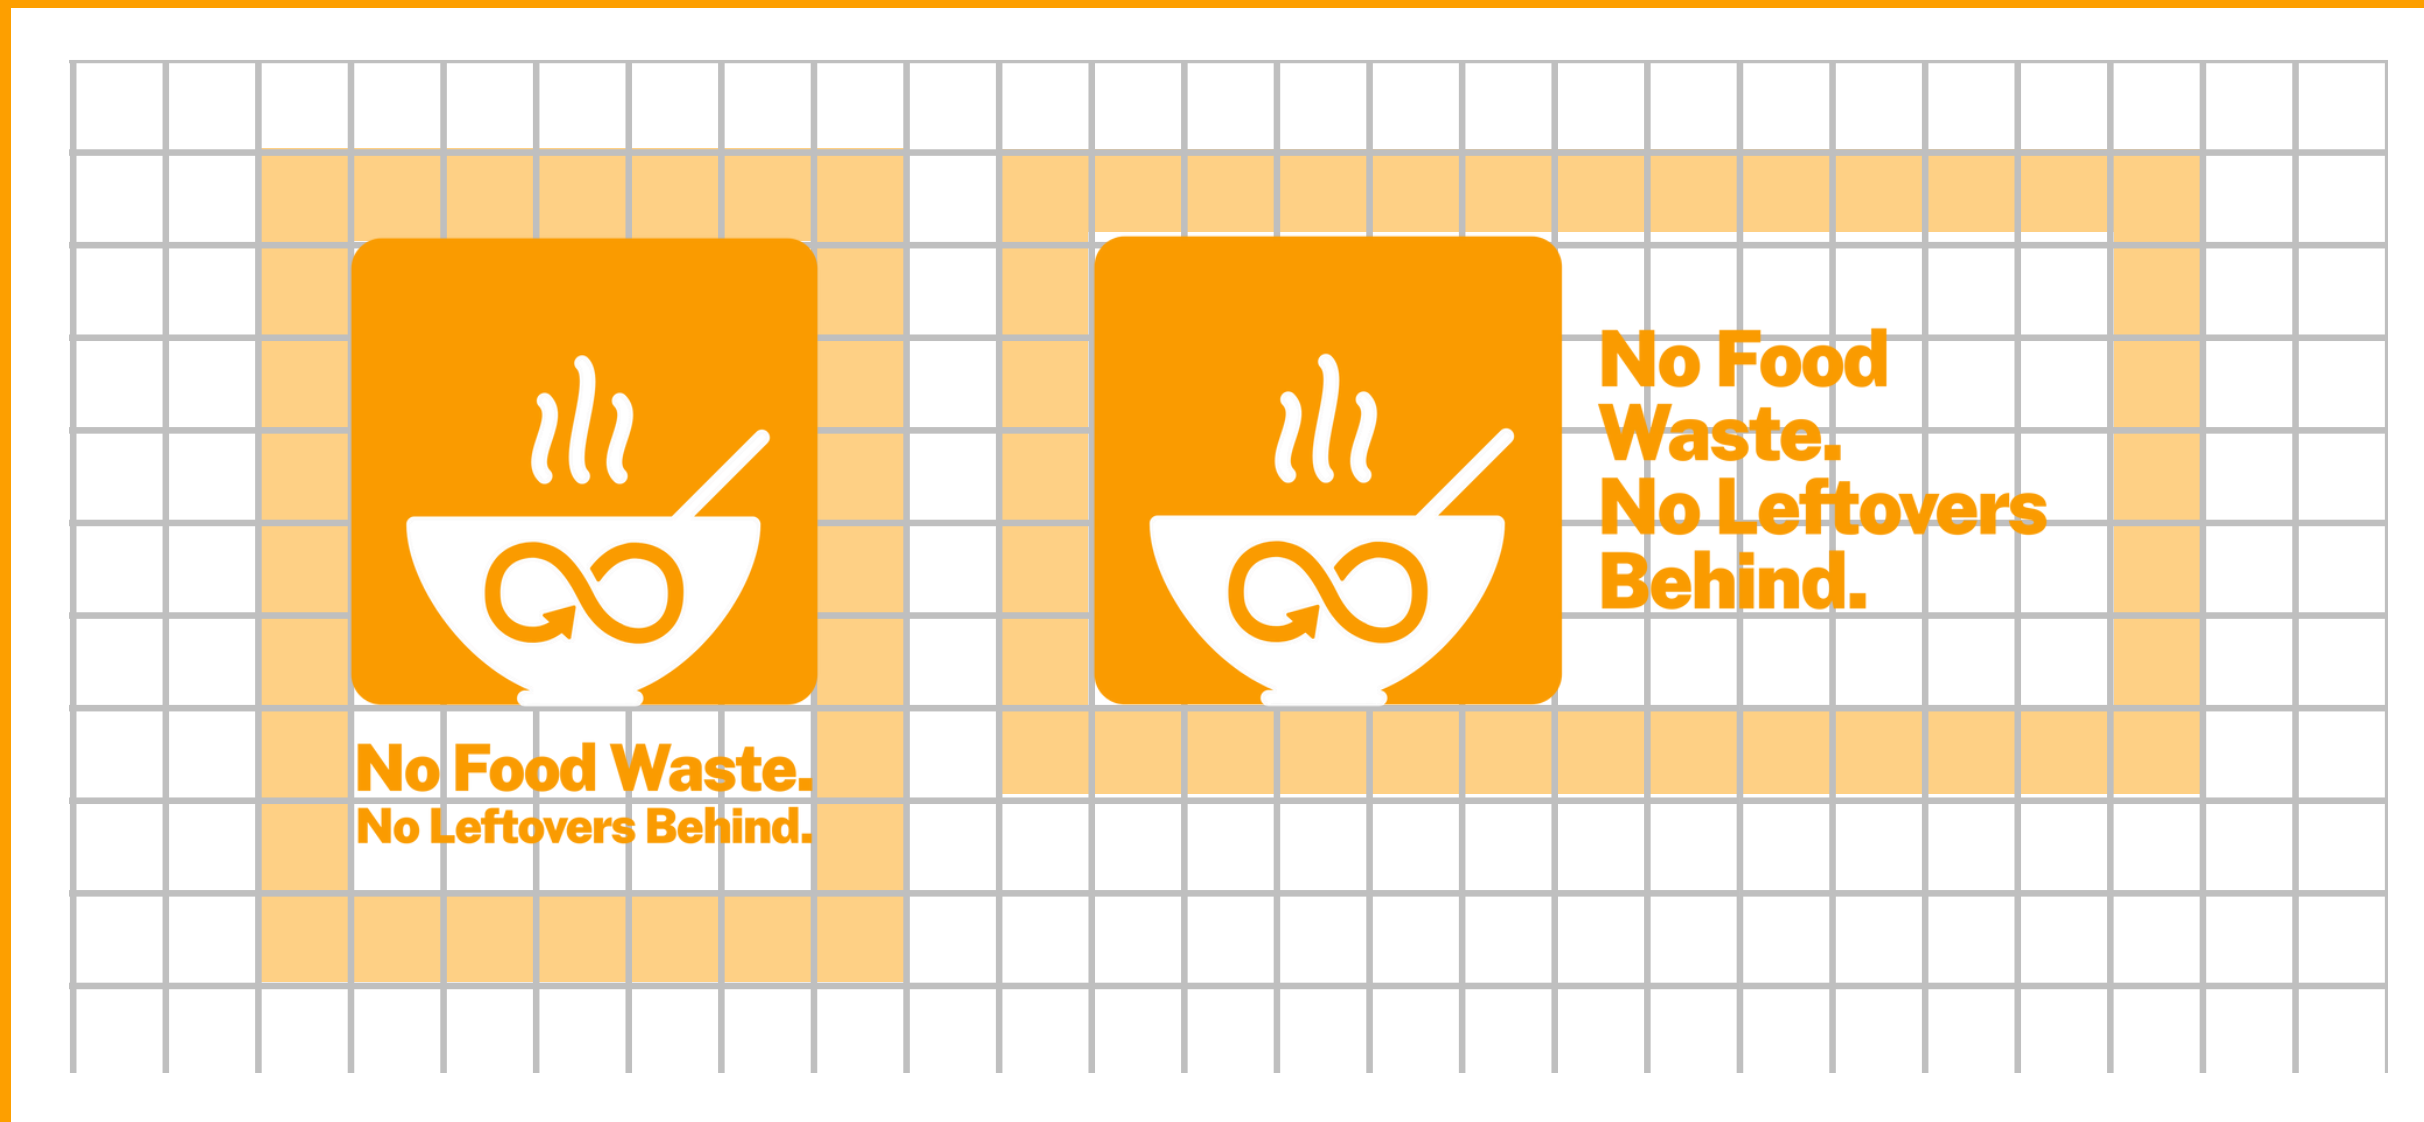 No Food Waste.
No Leftovers Behind.
No Food
Waste.
No Leftovers
Behind.